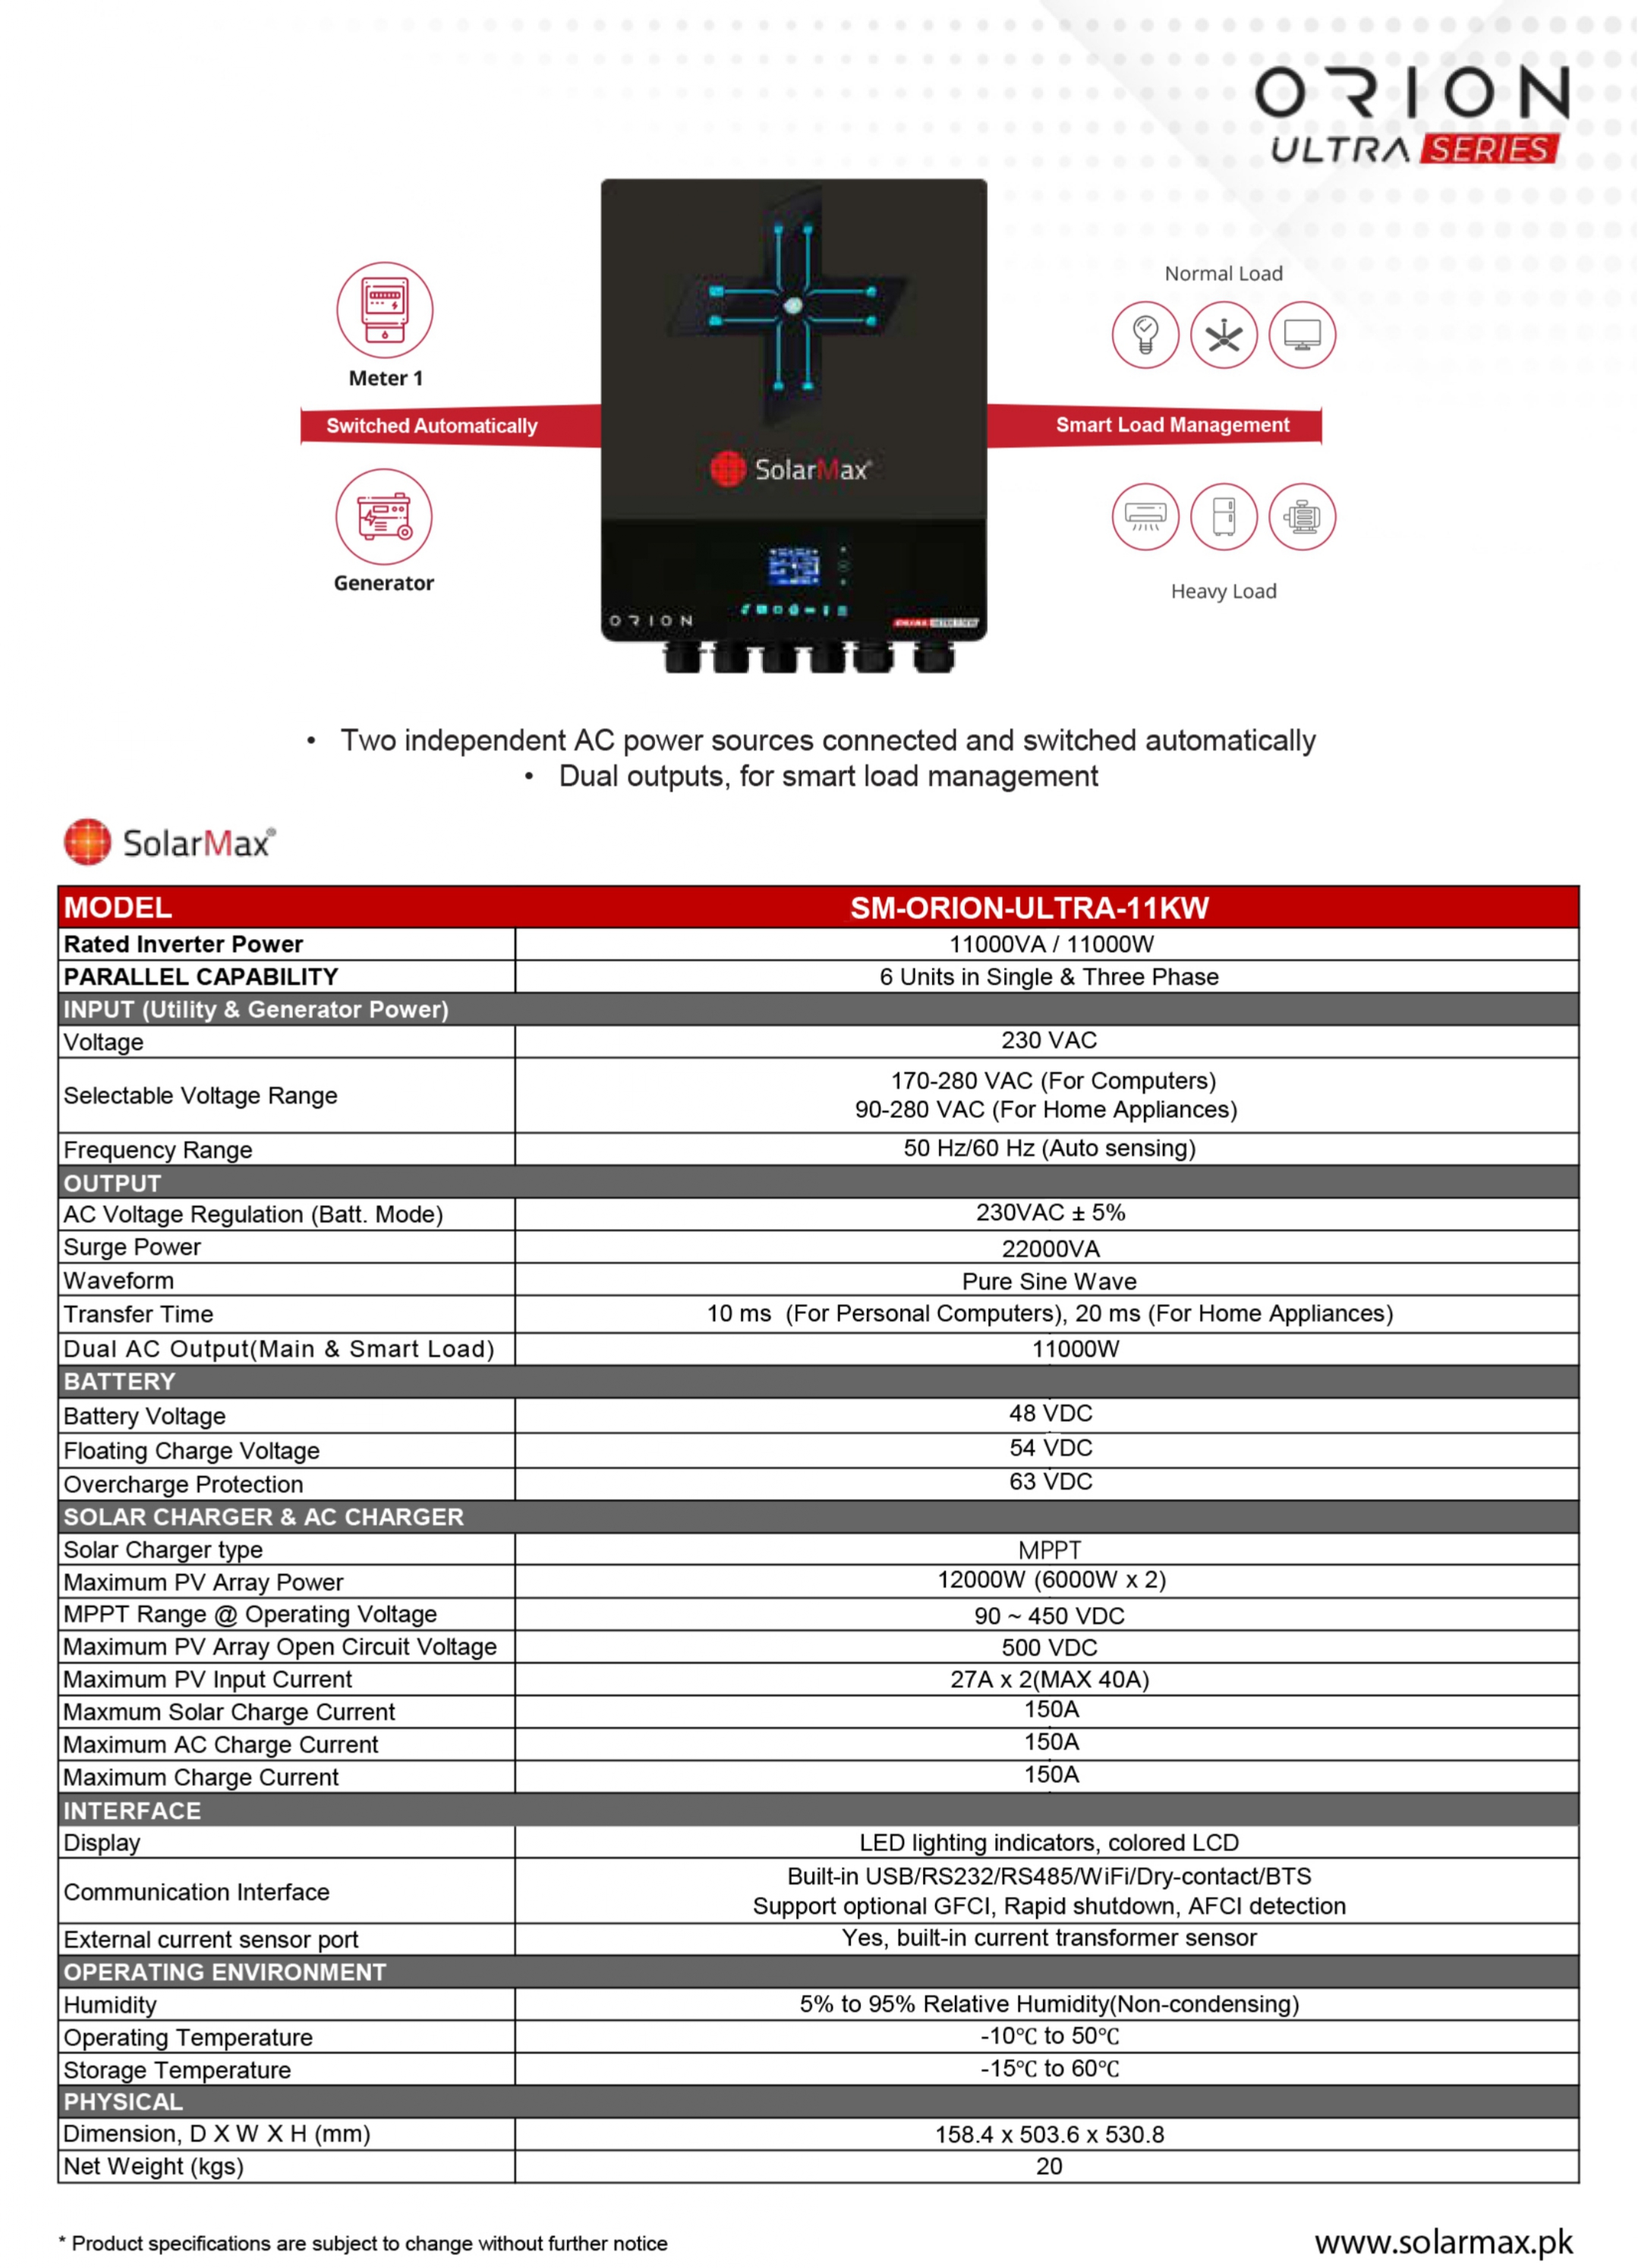 ORION
ULTRA SERIES
Normal Load
Meter 1
Switched Automatically
Smart Load Management
SolarMax®
Generator
Heavy Load
ORION
• Two independent AC power sources connected and switched automatically
• Dual outputs, for smart load management
SolarMax®
MODEL SM-ORION-ULTRA-11KW
Rated Inverter Power 11000VA / 11000W
PARALLEL CAPABILITY 6 Units in Single & Three Phase
INPUT (Utility & Generator Power)
Voltage 230 VAC
Selectable Voltage Range 170-280 VAC (For Computers)
90-280 VAC (For Home Appliances)
Frequency Range 50 Hz/60 Hz (Auto sensing)
OUTPUT
AC Voltage Regulation (Batt. Mode) 230VAC ± 5%
Surge Power 22000VA
Waveform Pure Sine Wave
Transfer Time 10 ms (For Personal Computers), 20 ms (For Home Appliances)
Dual AC Output(Main & Smart Load) 11000W
BATTERY
Battery Voltage 48 VDC
Floating Charge Voltage 54 VDC
Overcharge Protection 63 VDC
SOLAR CHARGER & AC CHARGER
Solar Charger type MPPT
Maximum PV Array Power 12000W (6000W x 2)
MPPT Range @ Operating Voltage 90 ~ 450 VDC
Maximum PV Array Open Circuit Voltage 500 VDC
Maximum PV Input Current 27A x 2(MAX 40A)
Maxmum Solar Charge Current 150A
Maximum AC Charge Current 150A
Maximum Charge Current 150A
INTERFACE
Display LED lighting indicators, colored LCD
Communication Interface Built-in USB/RS232/RS485/WiFi/Dry-contact/BTS
Support optional GFCI, Rapid shutdown, AFCI detection
External current sensor port Yes, built-in current transformer sensor
OPERATING ENVIRONMENT
Humidity 5% to 95% Relative Humidity(Non-condensing)
Operating Temperature -10℃ to 50℃
Storage Temperature -15℃ to 60℃
PHYSICAL
Dimension, D X W X H (mm) 158.4 x 503.6 x 530.8
Net Weight (kgs) 20
* Product specifications are subject to change without further notice
www.solarmax.pk